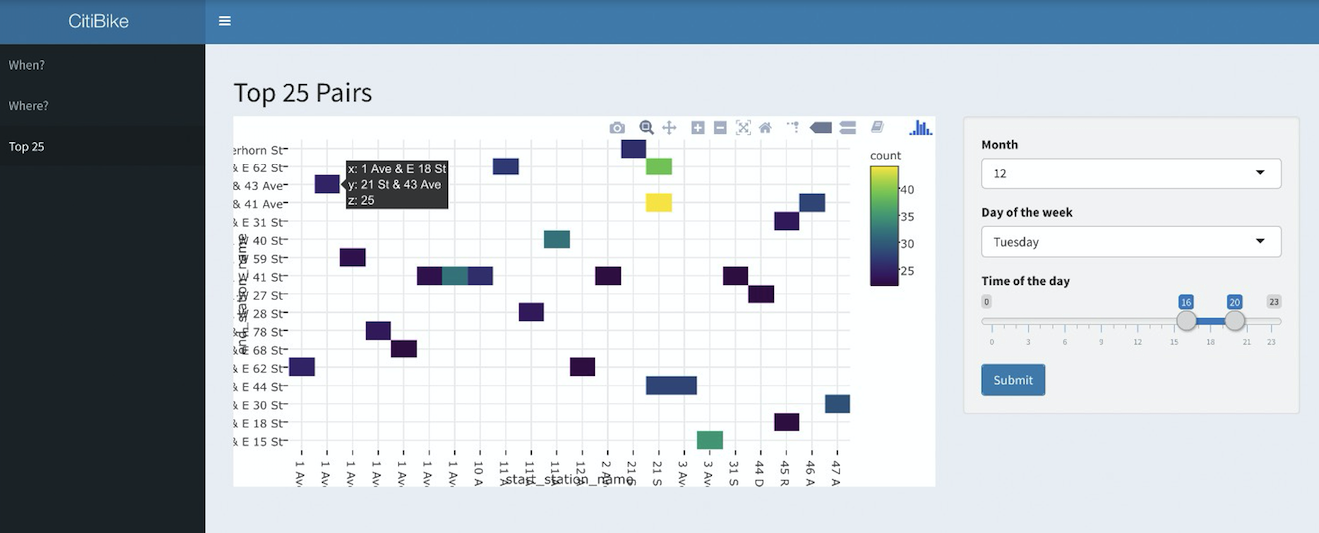 CitiBike
When?
Where?
Top 25
Top 25 Pairs
erhorn St
E 62 St
& 43 Ave
& 41 Ave
& E 31 St
40 St
59 St
41 St
27 St
28 St
E 78 St
& E 68 St
& E 62 St
& E 44 St
& E 30 St
& E 18 St
& E 15 St
end_station_name
x: 1 Ave & E 18 St
y: 21 St & 43 Ave
z: 25
1 Av
1 Av
1 Av
1 Av
1 Av
1 Av
1 Av
10 A
11 A
11 A
11 A
12 A
2 A
21 S
21 S
3 Av
3 Av
31 S
44 D
45 R
46 A
47 A
start_station_name
count
40
35
30
25
Month
12
Day of the week
Tuesday
Time of the day
0 16 20 23
0 3 6 9 12 15 18 21 23
Submit